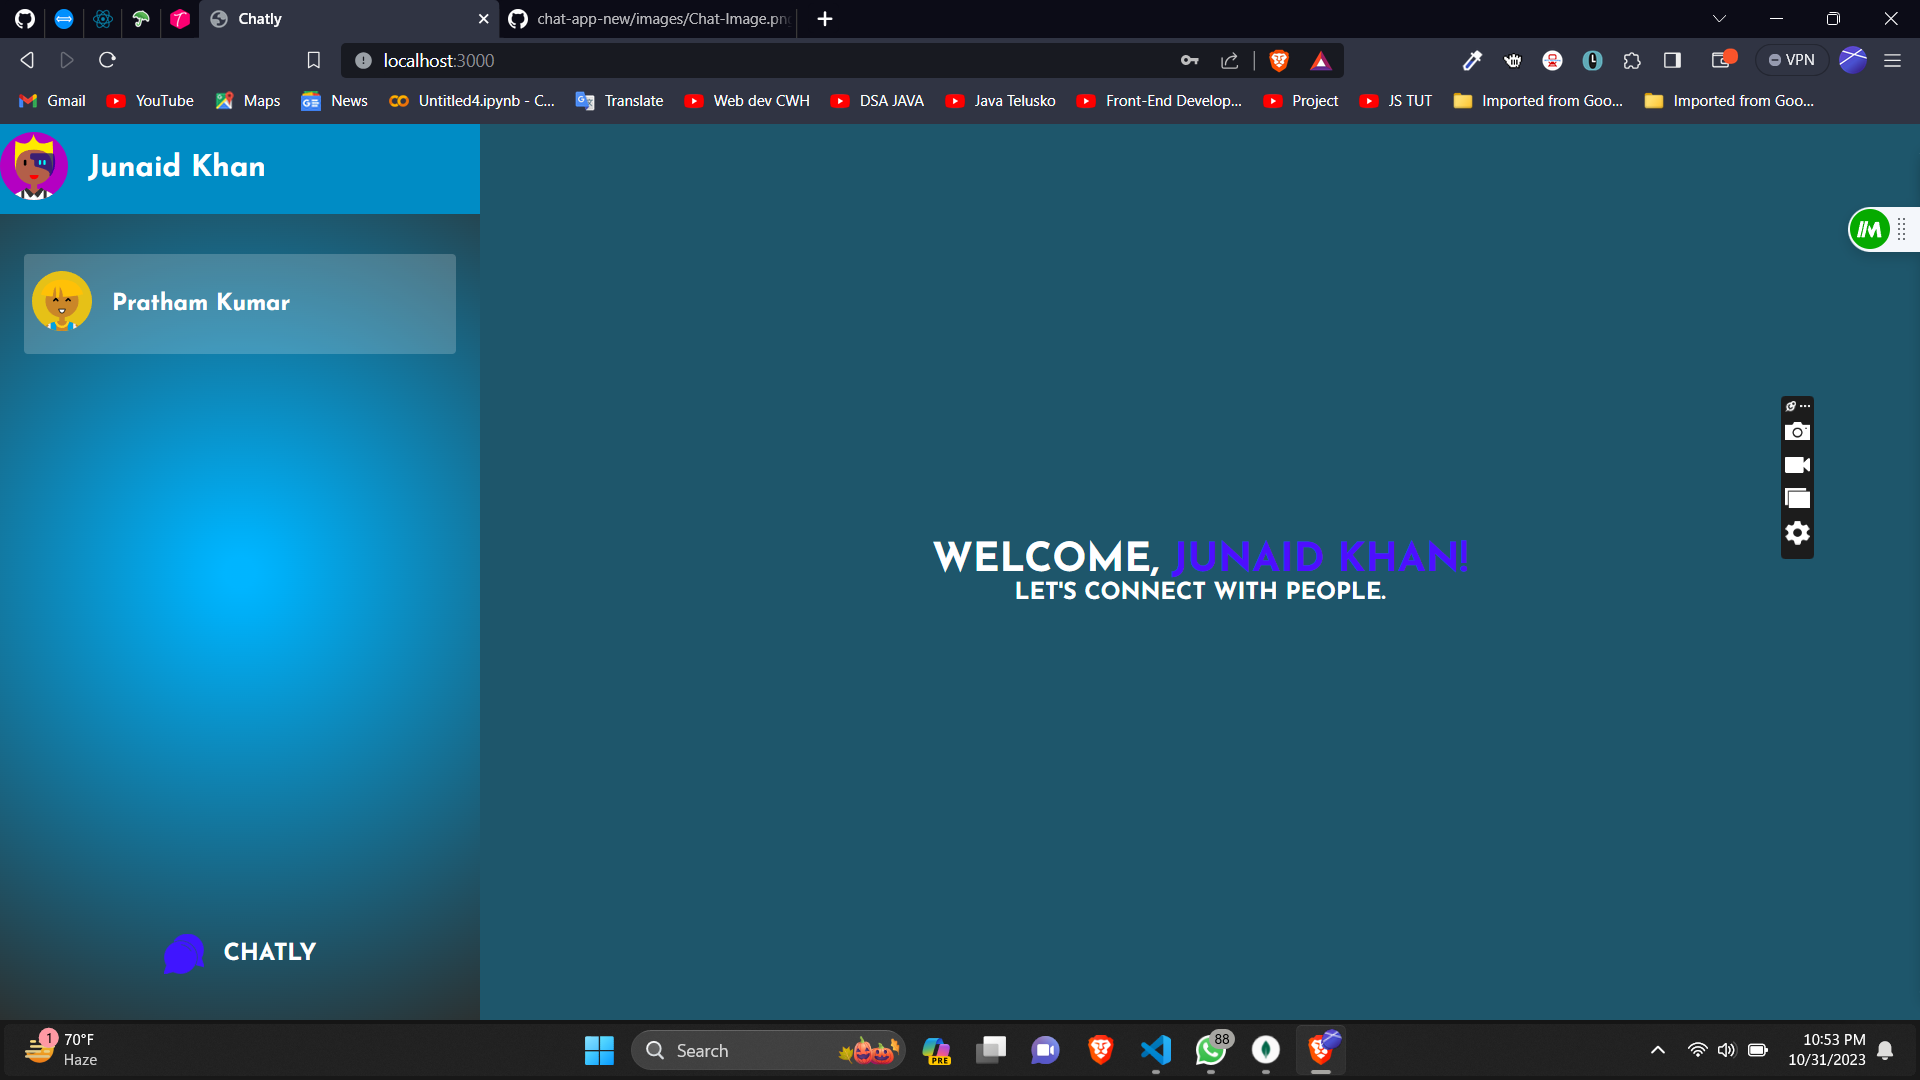 Chatly
chat-app-new/images/Chat-Image.png
localhost:3000
VPN
Gmail
YouTube
Maps
News
Untitled4.ipynb - C...
Translate
Web dev CWH
DSA JAVA
Java Telusko
Front-End Develop...
Project
JS TUT
Imported from Goo...
Imported from Goo...
Junaid Khan
Pratham Kumar
WELCOME, JUNAID KHAN!
LET'S CONNECT WITH PEOPLE.
CHATLY
1
70°F
Haze
Search
PRE
88
10:53 PM
10/31/2023